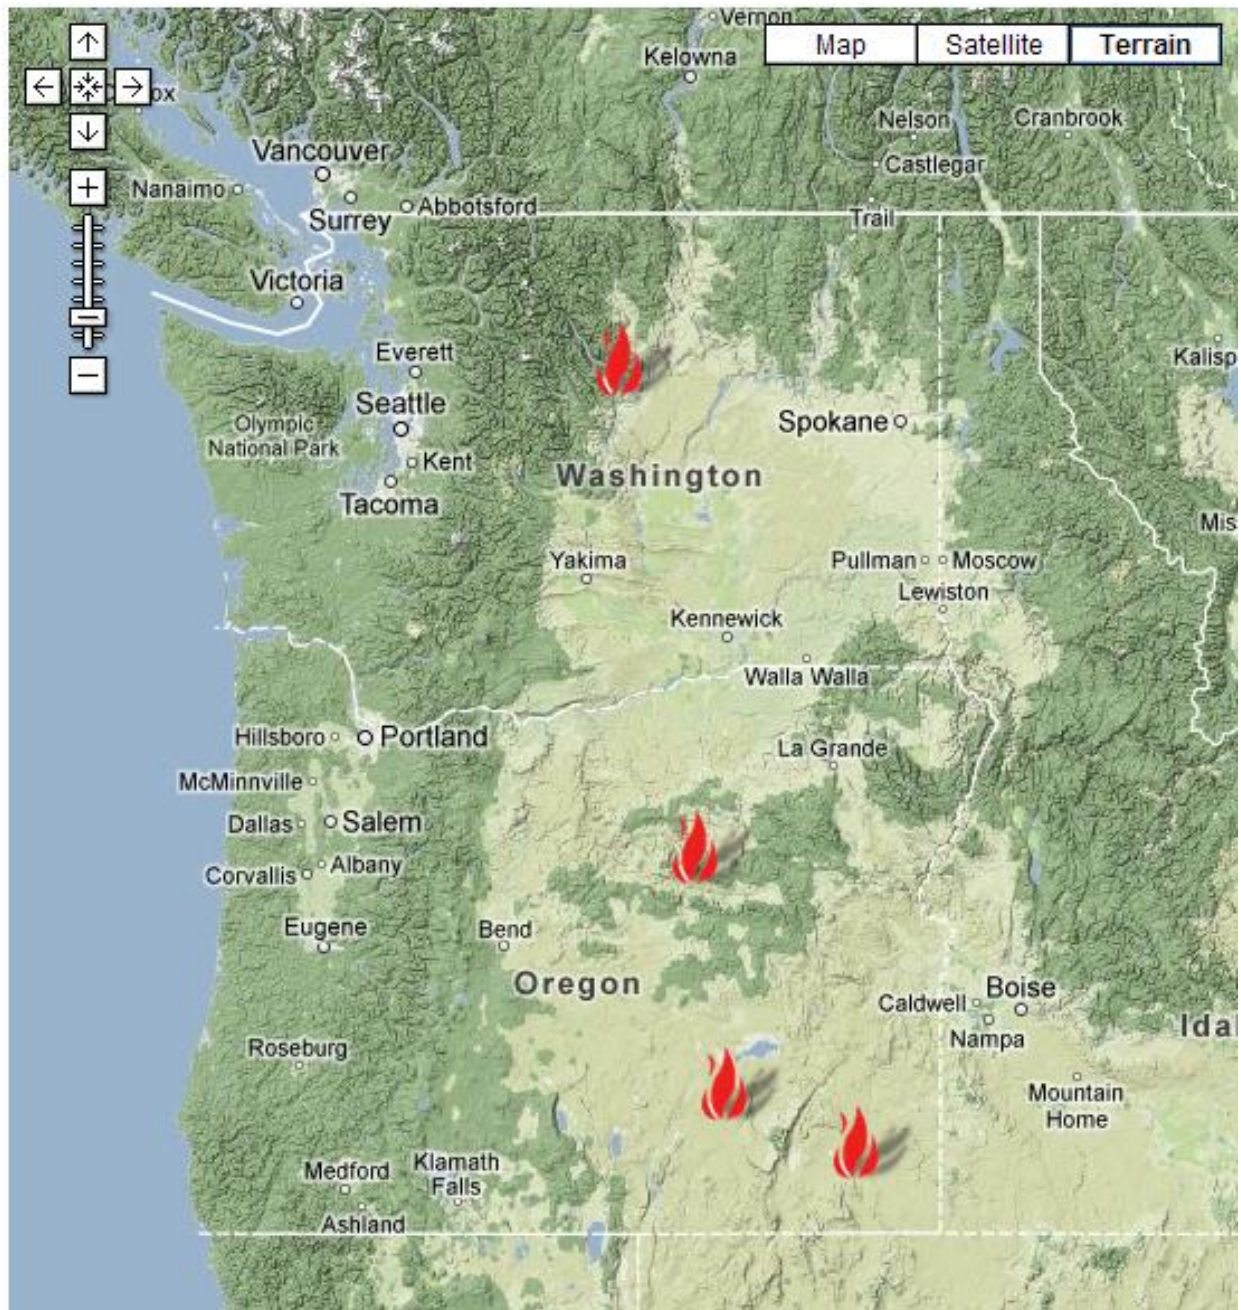 Vernon
Map Satellite Terrain
Kelowna
ox
Nelson
Cranbrook
Vancouver
Castlegar
Nanaimo
Abbotsford
Surrey
Trail
Victoria
Everett
Kalisp
Seattle
Olympic
National Park
Spokane
Kent
Washington
Tacoma
Mis
Yakima
Pullman
Moscow
Lewiston
Kennewick
Walla Walla
Hillsboro
Portland
La Grande
McMinnville
Dallas
Salem
Albany
Corvallis
Eugene
Bend
Oregon
Caldwell
Boise
Nampa
Idal
Roseburg
Mountain
Home
Medford
Klamath
Falls
Ashland